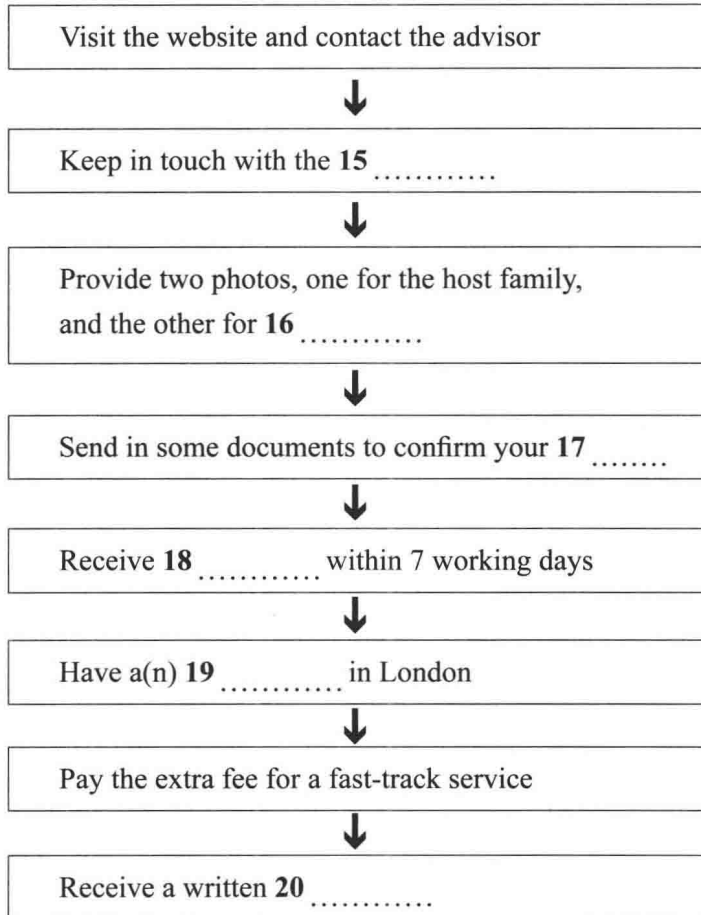 Visit the website and contact the advisor
Keep in touch with the 15 ............
Provide two photos, one for the host family,
and the other for 16 ............
Send in some documents to confirm your 17 ........
Receive 18 ............ within 7 working days
Have a(n) 19 ............ in London
Pay the extra fee for a fast-track service
Receive a written 20 ............